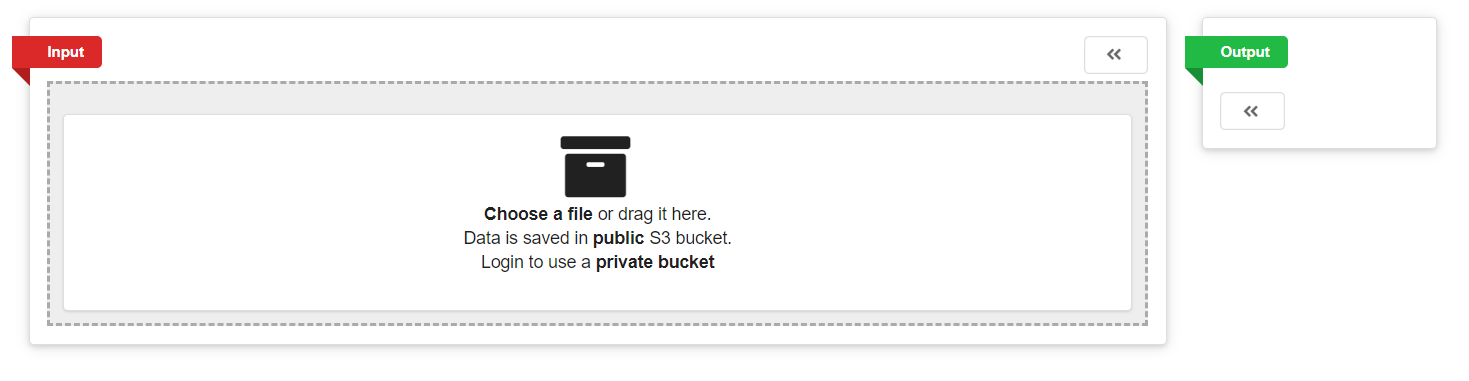 Input
Choose a file or drag it here.
Data is saved in public S3 bucket.
Login to use a private bucket
Output